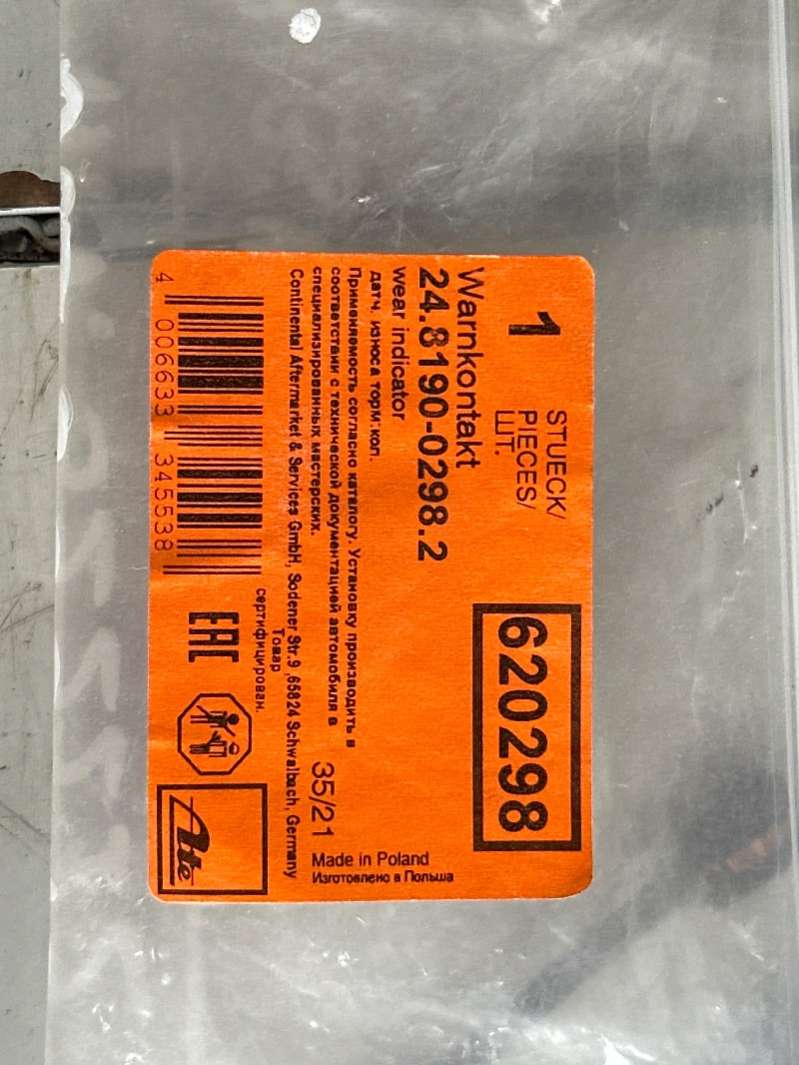 1
STUECK/
PIECES/
ШТ.
620298
Warnkontakt
24.8190-0298.2
wear indicator
датч. износа торм.кол.
Применяемость согласно каталогу. Установку производить в
соответствии с технической документацией автомобиля в
специализированных мастерских.
35/21
Made in Poland
Изготовлено в Польша
Continental Aftermarket & Services GmbH, Sodener Str.9 ,65824 Schwalbach, Germany
Товар
сертифицирован.
4 006633 345538
EAC
Ate